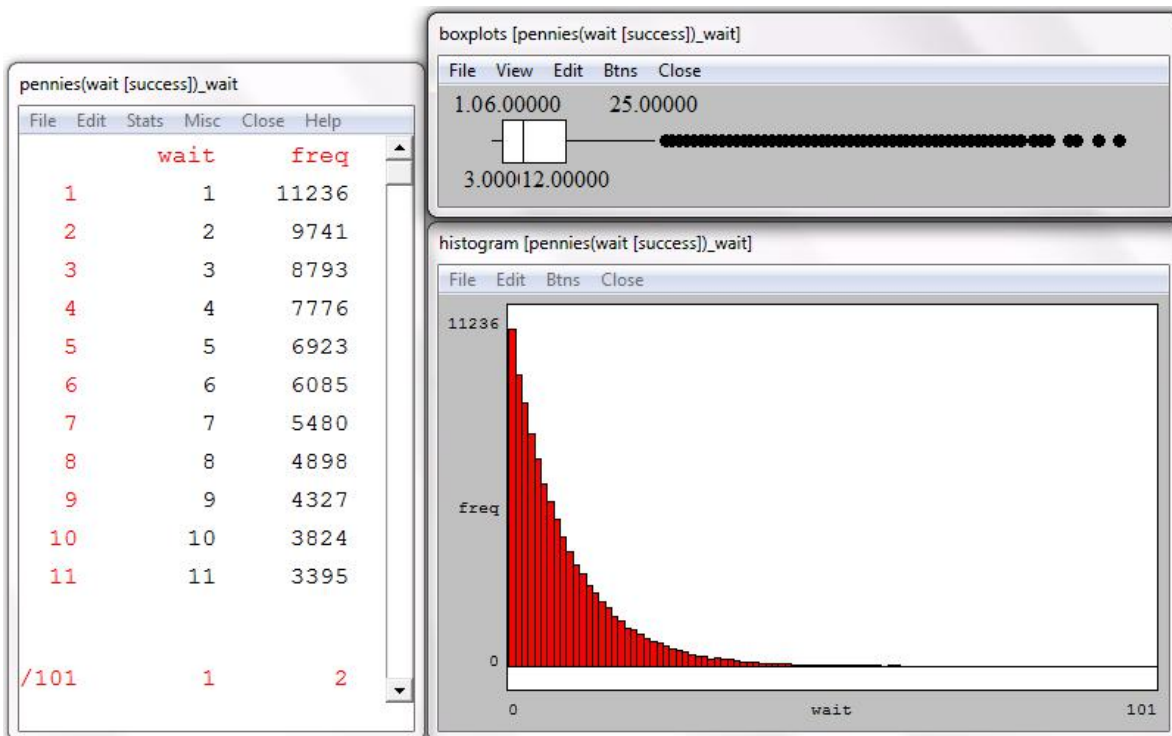 pennies(wait [success])_wait
File Edit Stats Misc Close Help
wait freq
1 1 11236
2 2 9741
3 3 8793
4 4 7776
5 5 6923
6 6 6085
7 7 5480
8 8 4898
9 9 4327
10 10 3824
11 11 3395
/101 1 2
boxplots [pennies(wait [success])_wait]
File View Edit Btns Close
1.06.00000 25.00000
3.000(12.00000
histogram [pennies(wait [success])_wait]
File Edit Btns Close
11236
freq
0
0 wait 101